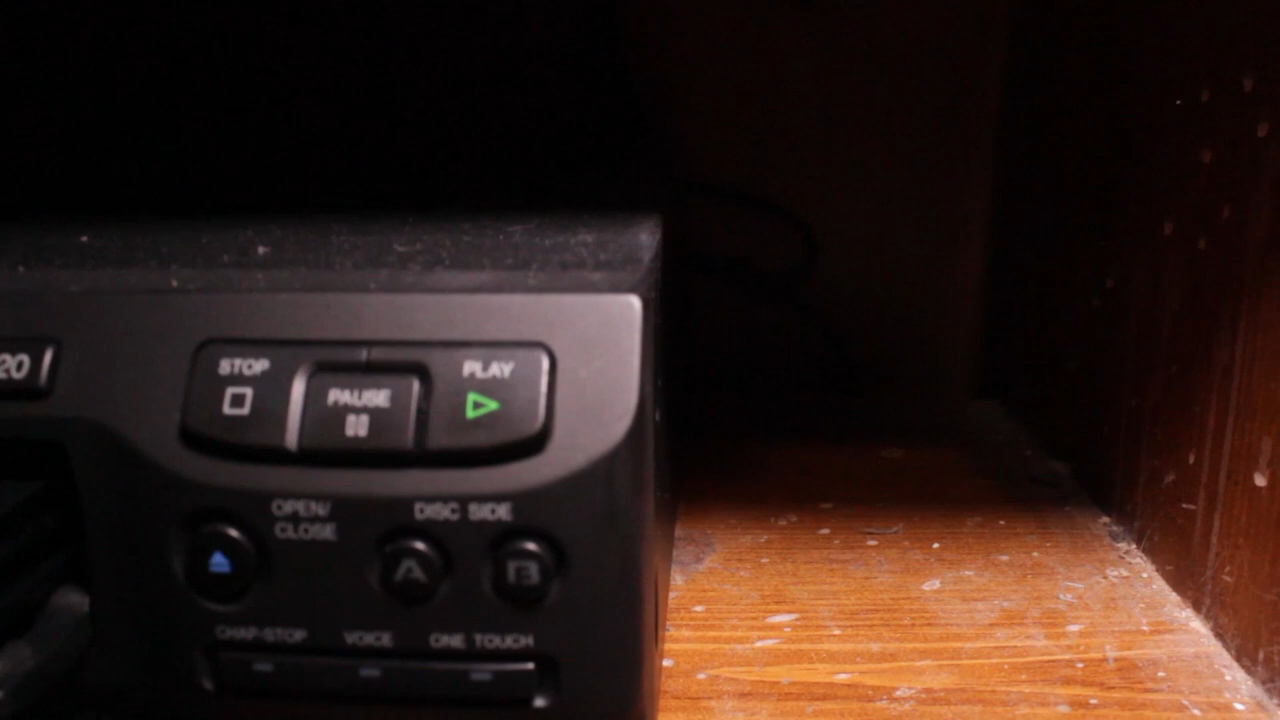 20
STOP
PAUSE
PLAY
OPEN/
CLOSE
DISC SIDE
A
B
CHAP-STOP
VOICE
ONE TOUCH